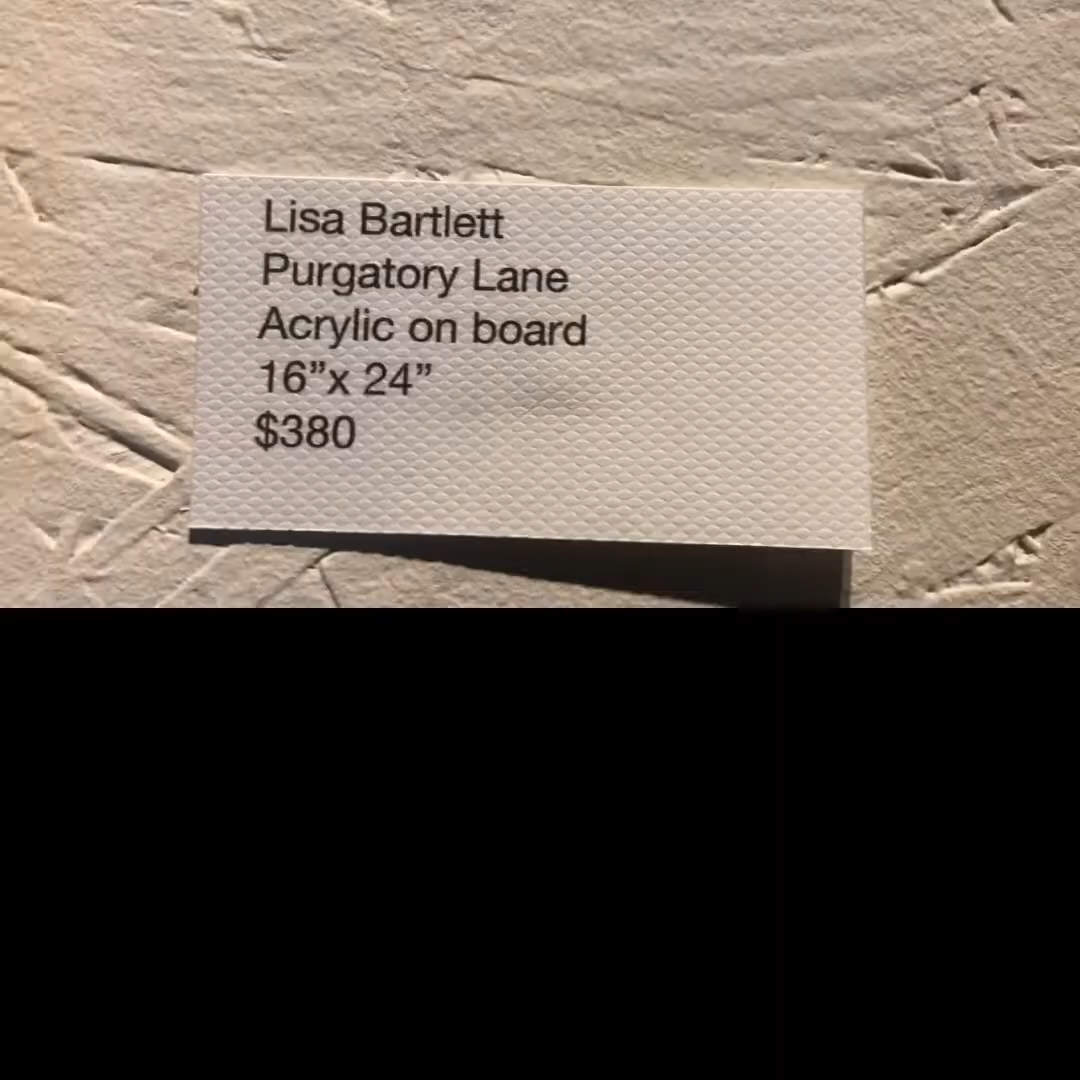 Lisa Bartlett
Purgatory Lane
Acrylic on board
16”x 24”
$380